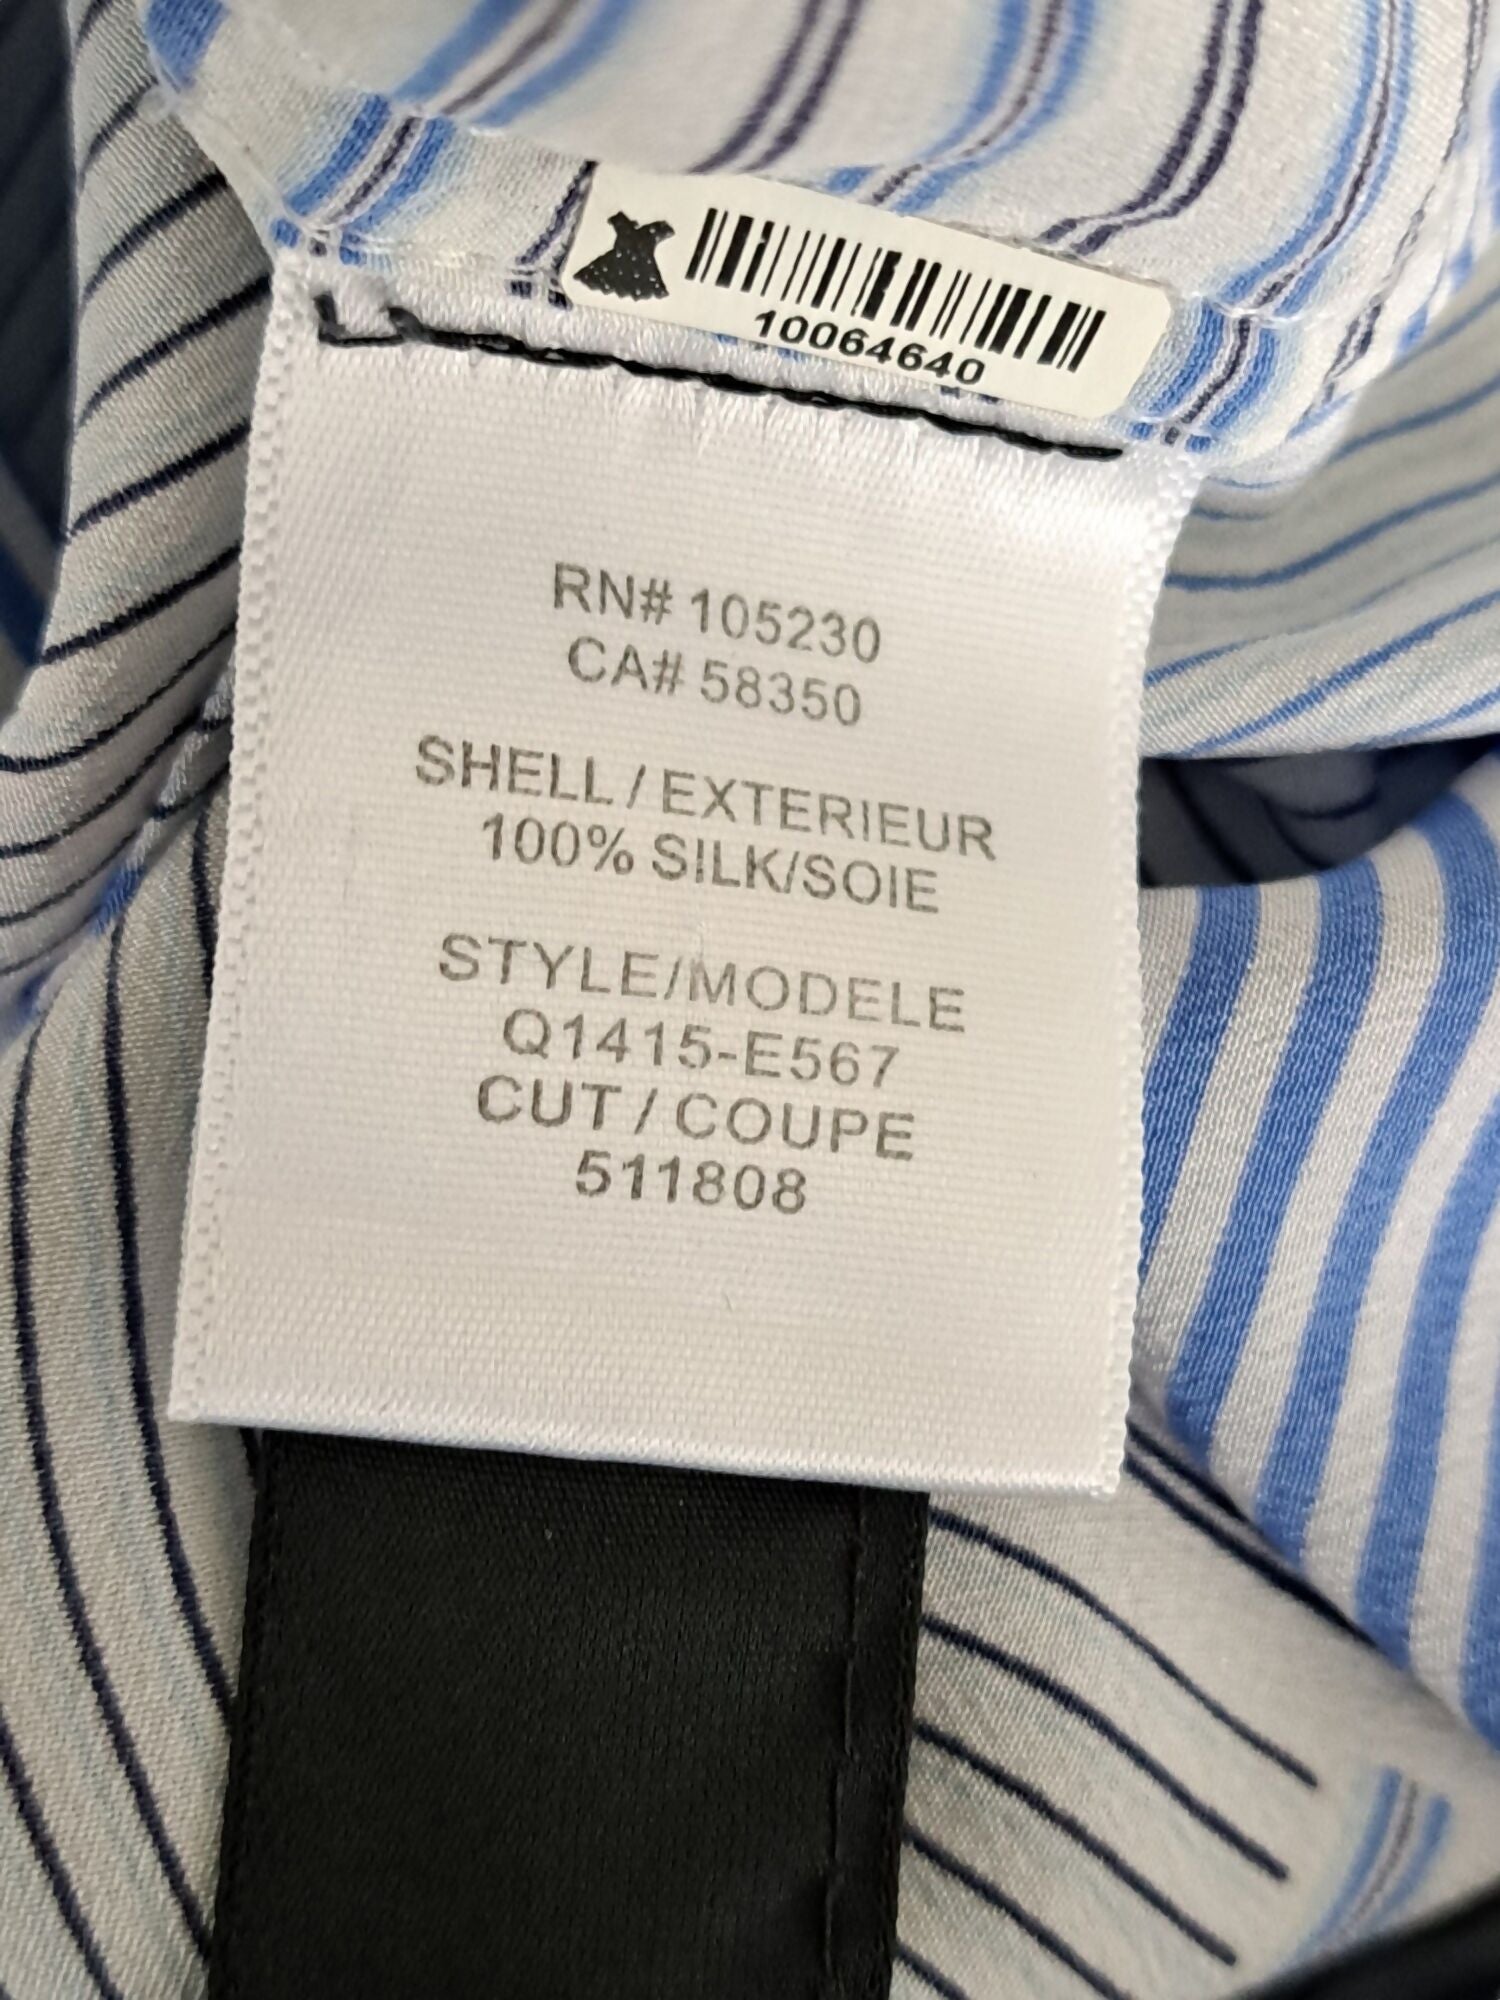 10064640
RN# 105230
CA# 58350
SHELL / EXTERIEUR
100% SILK/SOIE
STYLE/MODELE
Q1415-E567
CUT / COUPE
511808